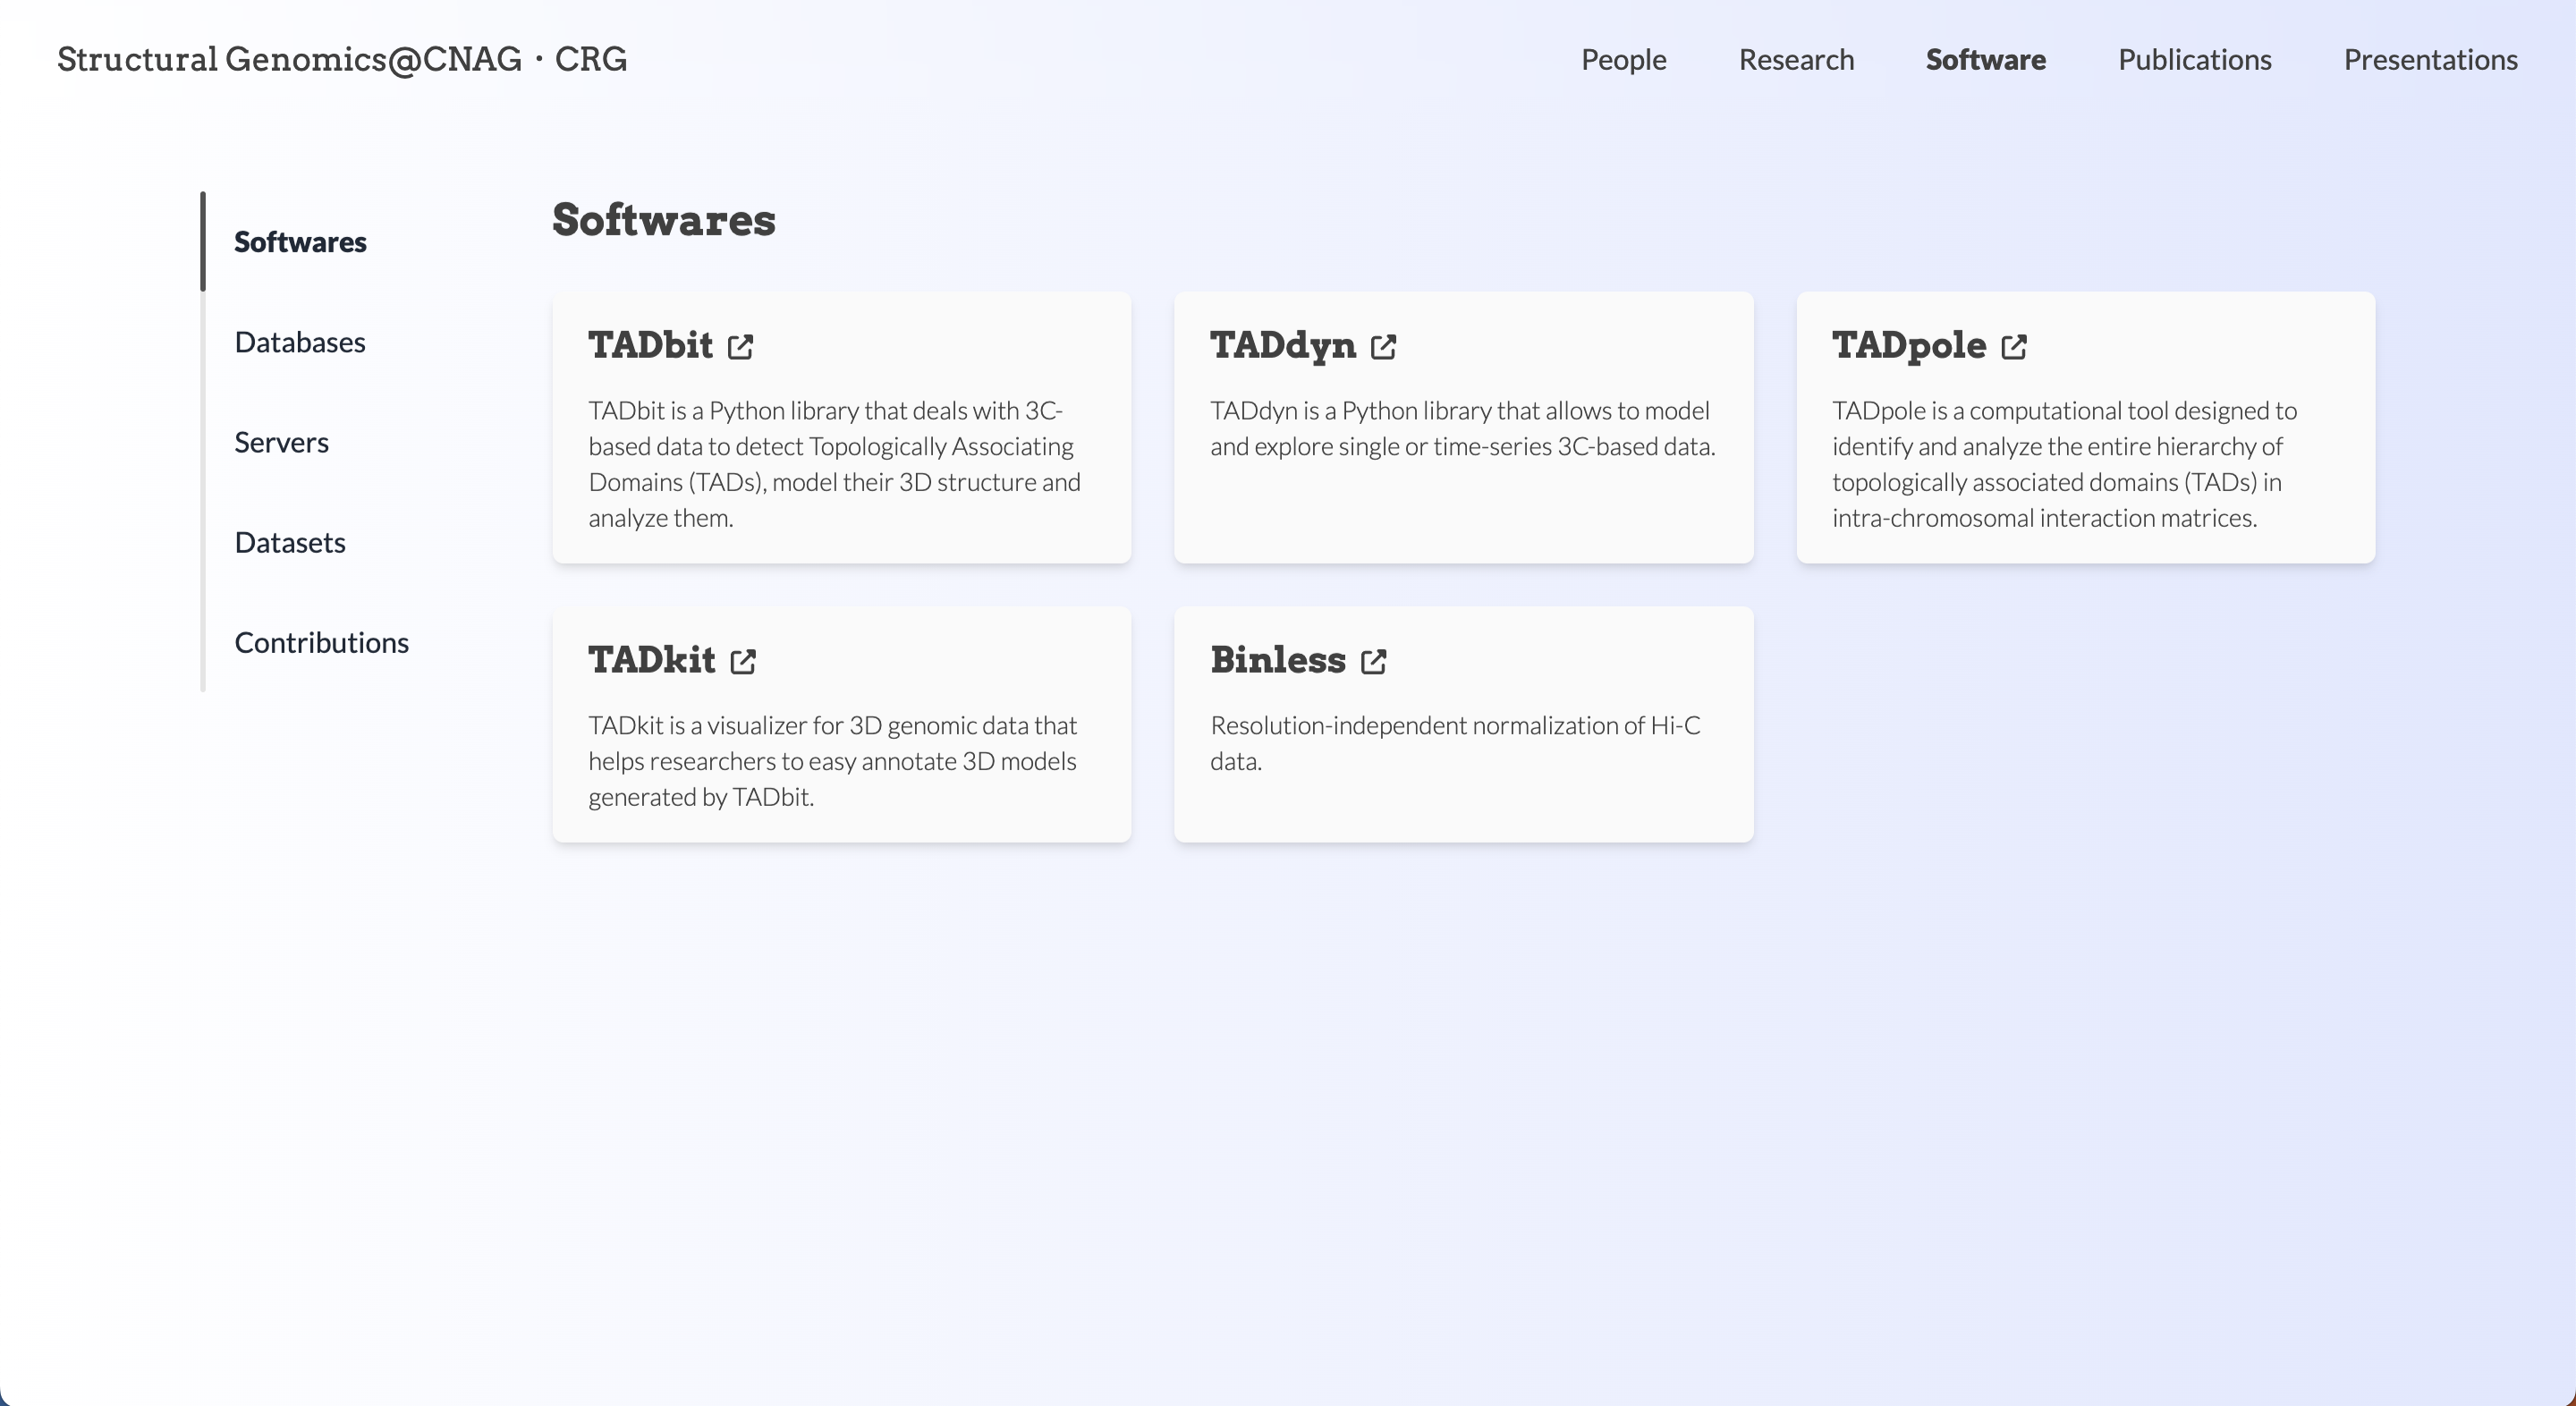 Structural Genomics@CNAG · CRG
People
Research
Software
Publications
Presentations
Softwares
Databases
Servers
Datasets
Contributions
Softwares
TADbit
TADbit is a Python library that deals with 3C-
based data to detect Topologically Associating
Domains (TADs), model their 3D structure and
analyze them.
TADdyn
TADdyn is a Python library that allows to model
and explore single or time-series 3C-based data.
TADpole
TADpole is a computational tool designed to
identify and analyze the entire hierarchy of
topologically associated domains (TADs) in
intra-chromosomal interaction matrices.
TADkit
TADkit is a visualizer for 3D genomic data that
helps researchers to easy annotate 3D models
generated by TADbit.
Binless
Resolution-independent normalization of Hi-C
data.